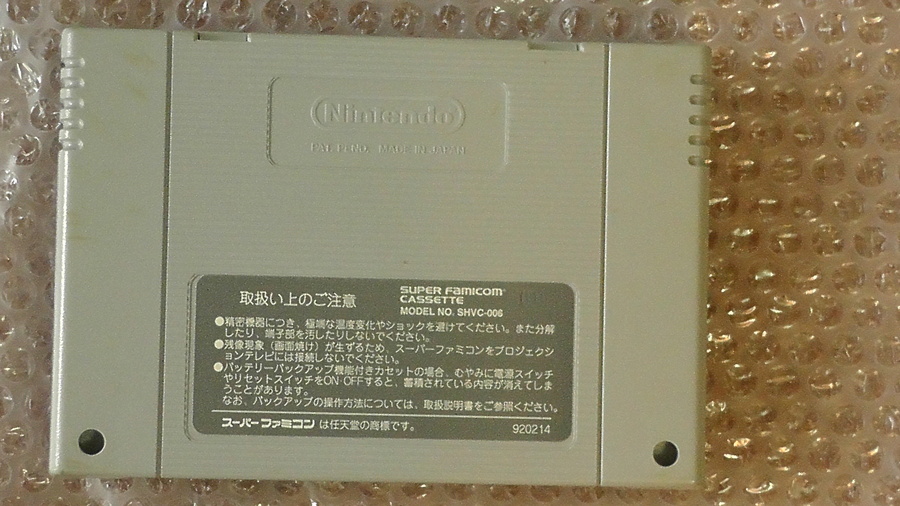 Nintendo
PAT. PEND. MADE IN JAPAN
取扱い上のご注意
SUPER FAMICOM
CASSETTE
MODEL NO. SHVC-006
●精密機器につき、極端な温度変化やショックを避けてください。また分解
したり、端子部を汚したりしないでください。
●残像現象（画面焼け）が生ずるため、スーパーファミコンをプロジェクシ
ョンテレビには接続しないでください。
●バッテリーバックアップ機能付きカセットの場合、むやみに電源スイッチ
やリセットスイッチをON·OFFすると、蓄積されている内容が消えてしま
うことがあります。
なお、バックアップの操作方法については、取扱説明書をご参照ください。
スーパーファミコンは任天堂の商標です。
920214